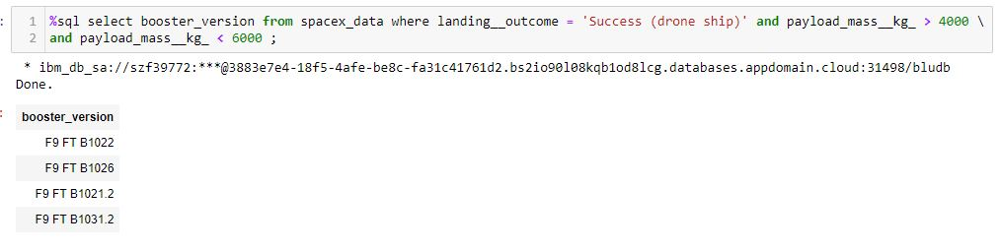 1 %sql select booster_version from spacex_data where landing__outcome = 'Success (drone ship)' and payload_mass__kg_ > 4000 \
2 and payload_mass__kg_ < 6000 ;
* ibm_db_sa://szf39772:***@3883e7e4-18f5-4afe-be8c-fa31c41761d2.bs2io90l08kqb1od8lcg.databases.appdomain.cloud:31498/bludb
Done.
booster_version
F9 FT B1022
F9 FT B1026
F9 FT B1021.2
F9 FT B1031.2